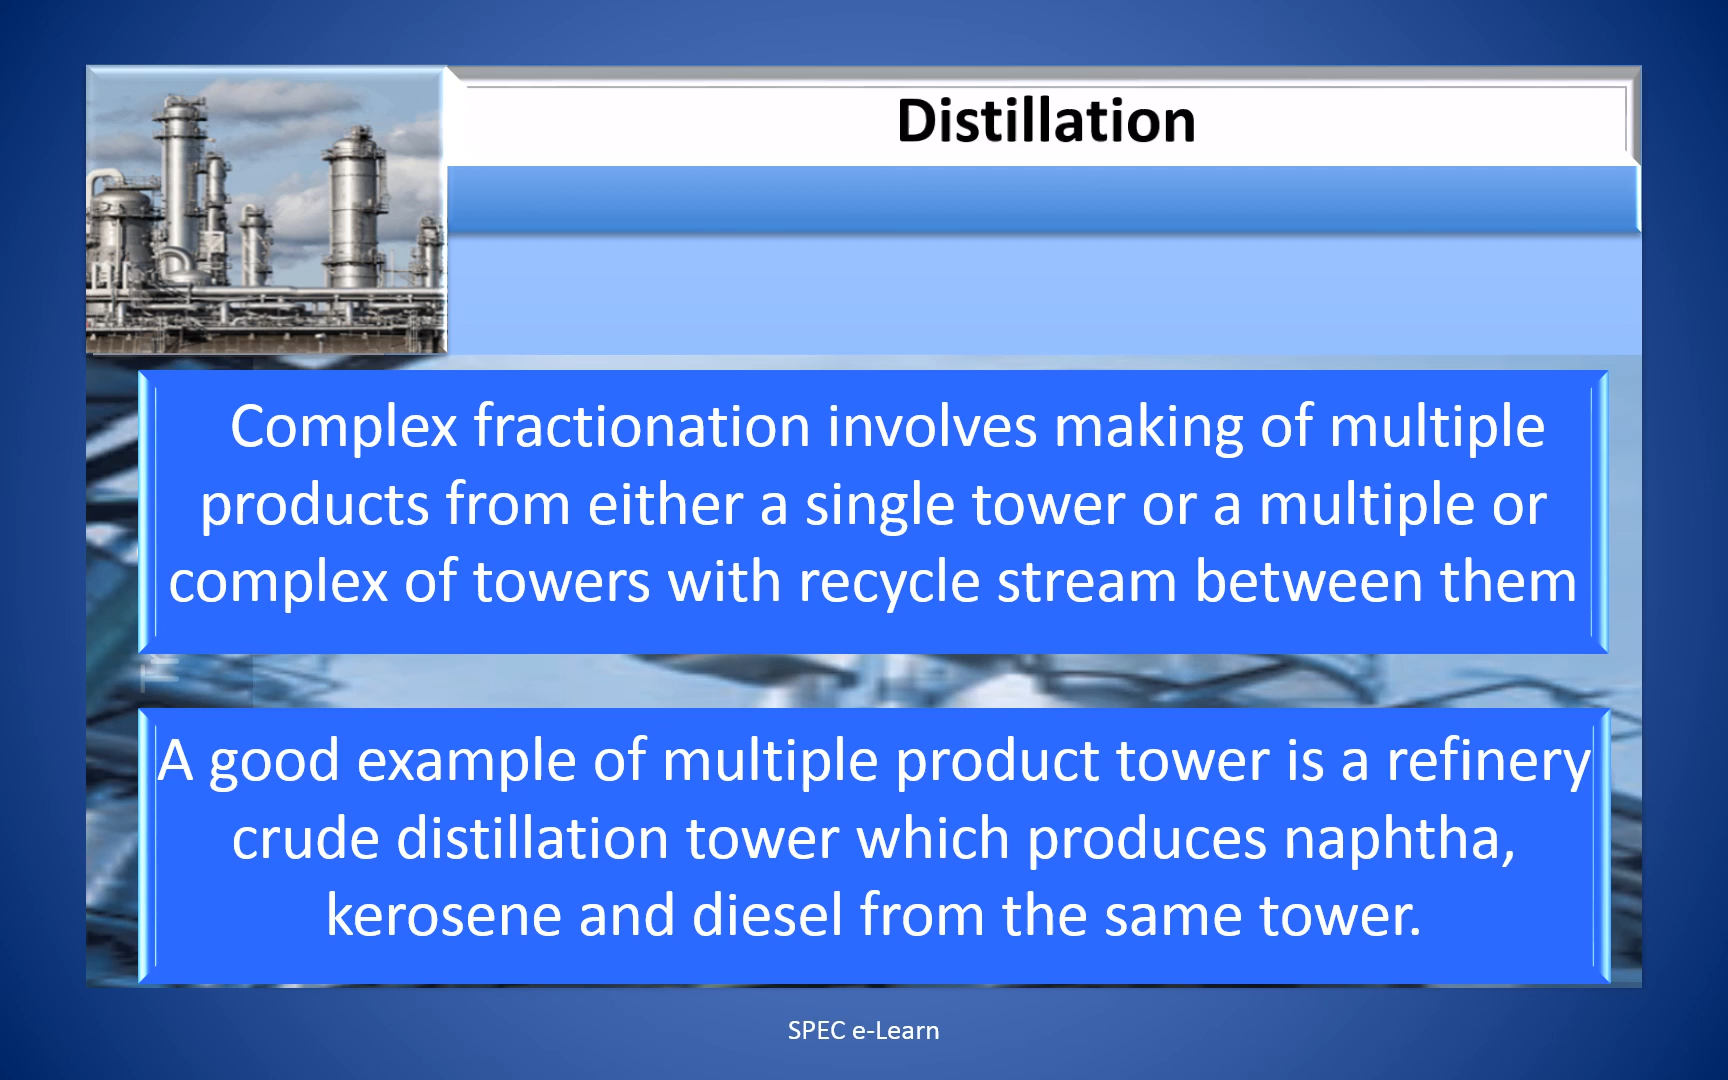 Distillation
Complex fractionation involves making of multiple
products from either a single tower or a multiple or
complex of towers with recycle stream between them
A good example of multiple product tower is a refinery
crude distillation tower which produces naphtha,
kerosene and diesel from the same tower.
SPEC e-Learn